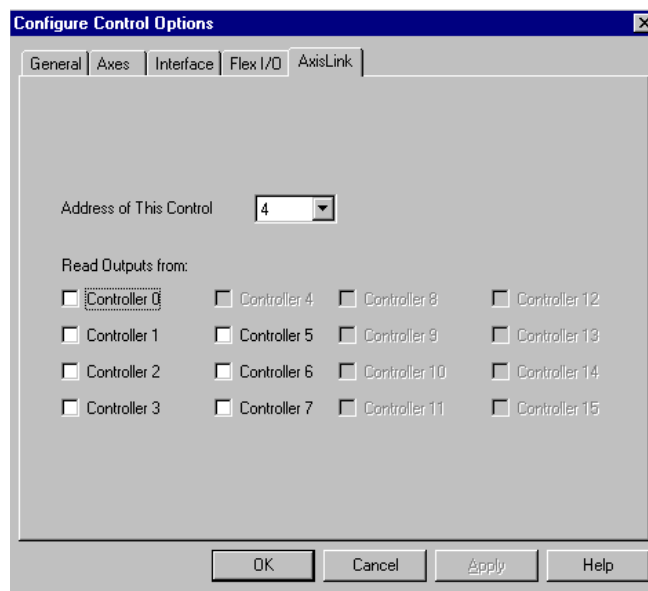 Configure Control Options
General Axes Interface Flex I/O AxisLink
Address of This Control 4
Read Outputs from:
Controller 0 Controller 4 Controller 8 Controller 12
Controller 1 Controller 5 Controller 9 Controller 13
Controller 2 Controller 6 Controller 10 Controller 14
Controller 3 Controller 7 Controller 11 Controller 15
OK Cancel Apply Help